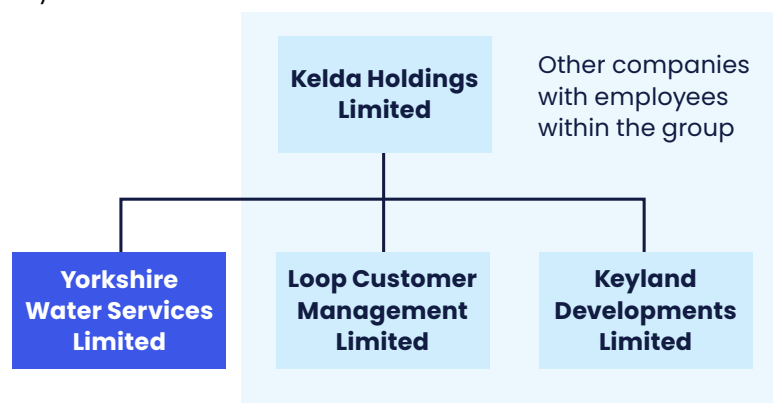 Kelda Holdings
Limited
Other companies
with employees
within the group
Yorkshire
Water Services
Limited
Loop Customer
Management
Limited
Keyland
Developments
Limited